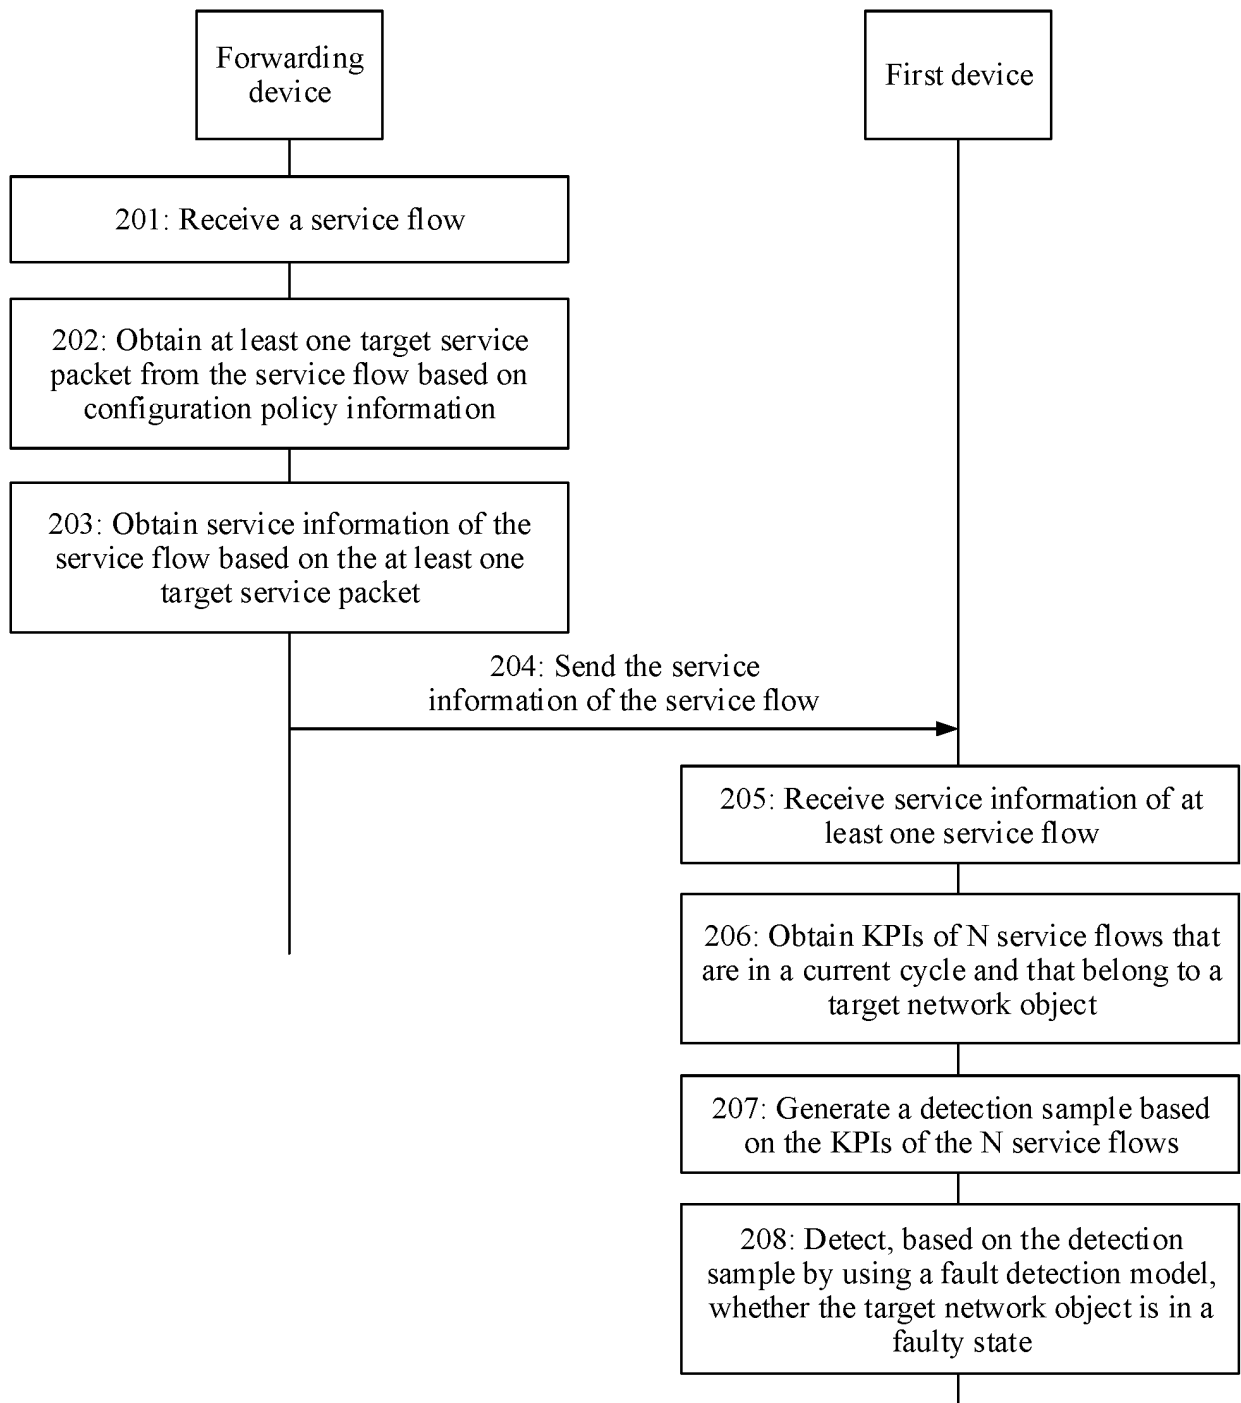 Forwarding
device
First device
201: Receive a service flow
202: Obtain at least one target service
packet from the service flow based on
configuration policy information
203: Obtain service information of the
service flow based on the at least one
target service packet
204: Send the service
information of the service flow
205: Receive service information of at
least one service flow
206: Obtain KPIs of N service flows that
are in a current cycle and that belong to a
target network object
207: Generate a detection sample based
on the KPIs of the N service flows
208: Detect, based on the detection
sample by using a fault detection model,
whether the target network object is in a
faulty state